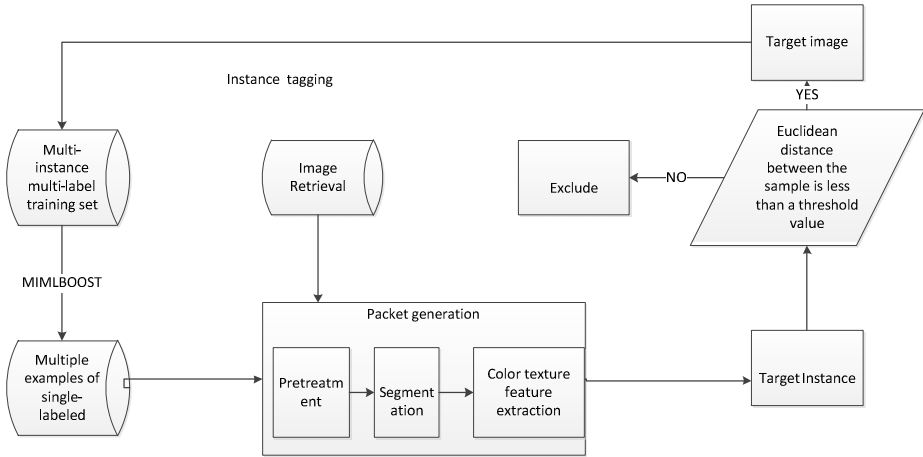 Target image
Instance tagging
YES
Multi-
instance
multi-label
training set
Image
Retrieval
Exclude
NO
Euclidean
distance
between the
sample is less
than a threshold
value
MIMLBOOST
Packet generation
Multiple
examples of
single-
labeled
Pretreatm
ent
Segment
ation
Color texture
feature
extraction
Target Instance